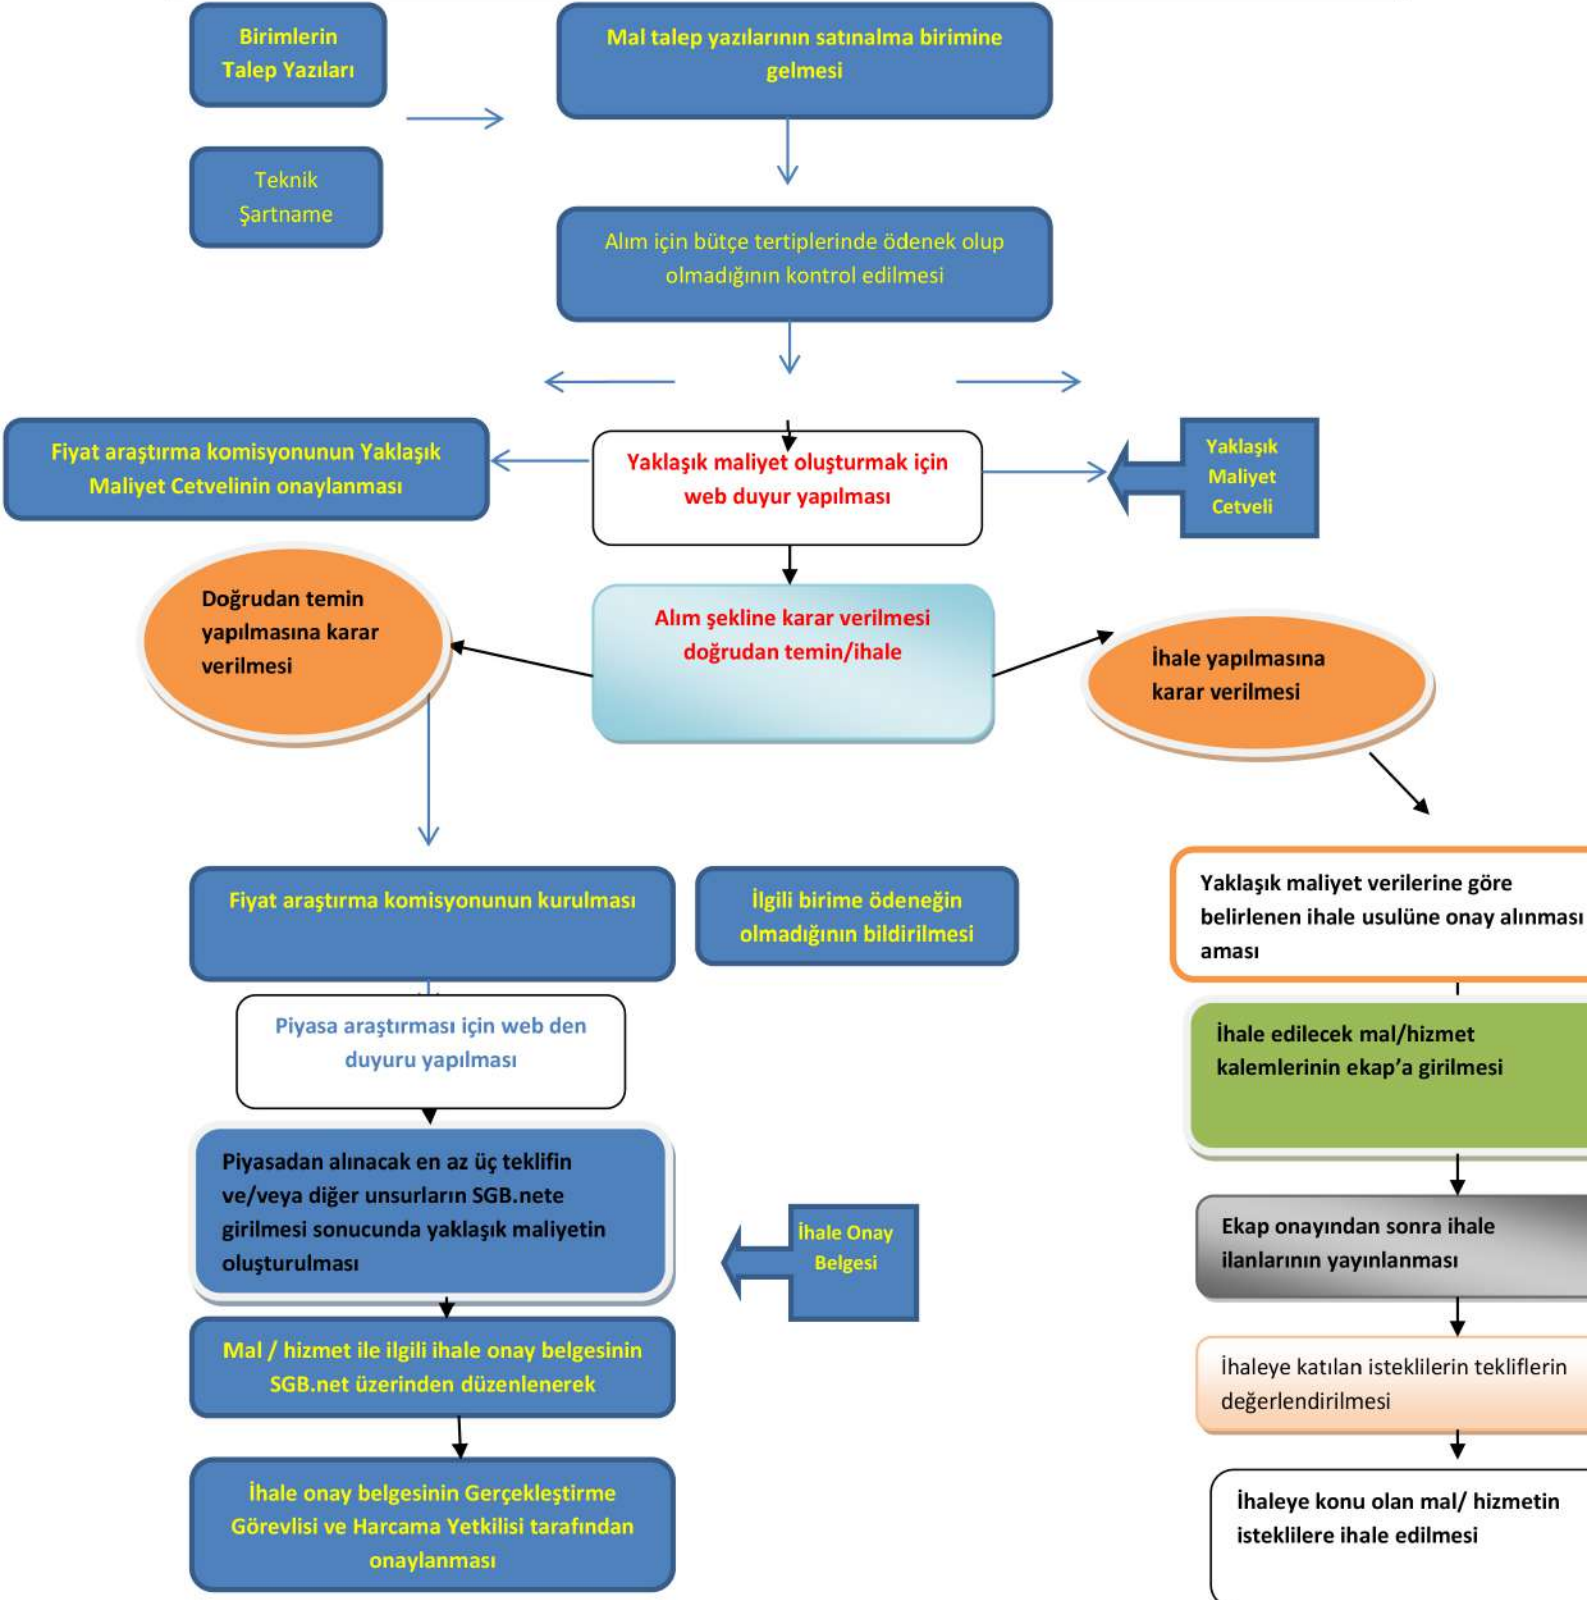 Birimlerin
Talep Yazıları
Mal talep yazılarının satınalma birimine
gelmesi
Teknik
Şartname
Alım için bütçe tertiplerinde ödenek olup
olmadığının kontrol edilmesi
Fiyat araştırma komisyonunun Yaklaşık
Maliyet Cetvelinin onaylanması
Yaklaşık maliyet oluşturmak için
web duyur yapılması
Yaklaşık
Maliyet
Cetveli
Doğrudan temin
yapılmasına karar
verilmesi
Alım şekline karar verilmesi
doğrudan temin/ihale
İhale yapılmasına
karar verilmesi
Fiyat araştırma komisyonunun kurulması
İlgili birime ödeneğin
olmadığının bildirilmesi
Yaklaşık maliyet verilerine göre
belirlenen ihale usulüne onay alınması
aması
Piyasa araştırması için web den
duyuru yapılması
İhale edilecek mal/hizmet
kalemlerinin ekap’a girilmesi
Piyasadan alınacak en az üç teklifin
ve/veya diğer unsurların SGB.nete
girilmesi sonucunda yaklaşık maliyetin
oluşturulması
İhale Onay
Belgesi
Ekap onayından sonra ihale
ilanlarının yayınlanması
Mal / hizmet ile ilgili ihale onay belgesinin
SGB.net üzerinden düzenlenerek
İhaleye katılan isteklilerin tekliflerin
değerlendirilmesi
İhale onay belgesinin Gerçekleştirme
Görevlisi ve Harcama Yetkilisi tarafından
onaylanması
İhaleye konu olan mal/ hizmetin
isteklilere ihale edilmesi